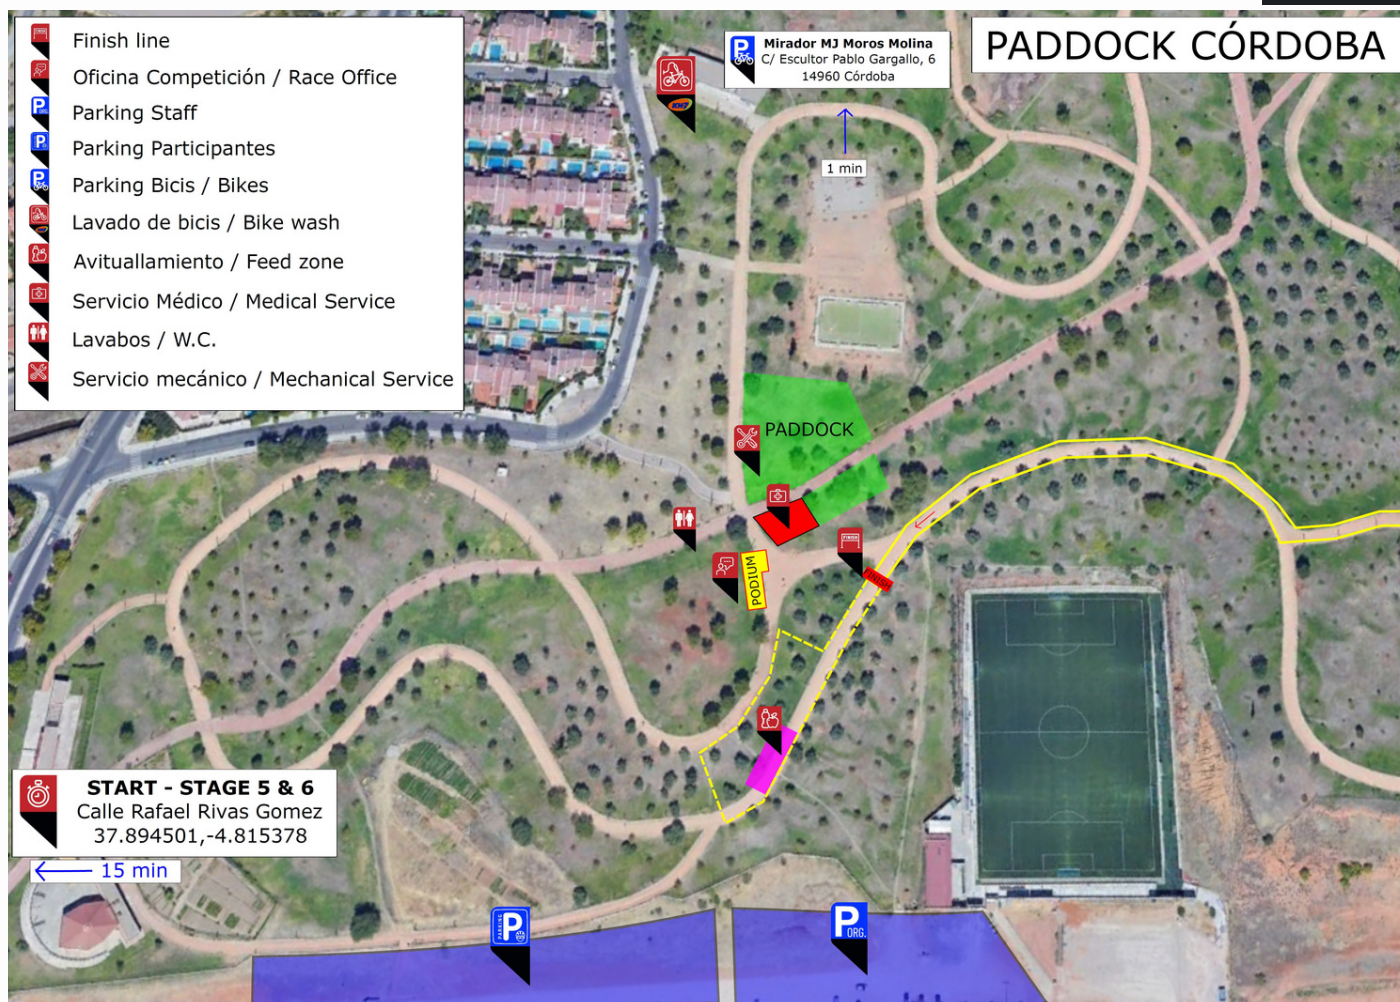 Finish line
Oficina Competición / Race Office
Parking Staff
Parking Participantes
Parking Bicis / Bikes
Lavado de bicis / Bike wash
Avituallamiento / Feed zone
Servicio Médico / Medical Service
Lavabos / W.C.
Servicio mecánico / Mechanical Service
Mirador MJ Moros Molina
C/ Escultor Pablo Gargallo, 6
14960 Córdoba
PADDOCK CÓRDOBA
KH7
1 min
PADDOCK
FINISH
PODIUM
FINISH
START - STAGE 5 & 6
Calle Rafael Rivas Gomez
37.894501,-4.815378
15 min
PARKING
P
P
ORG.